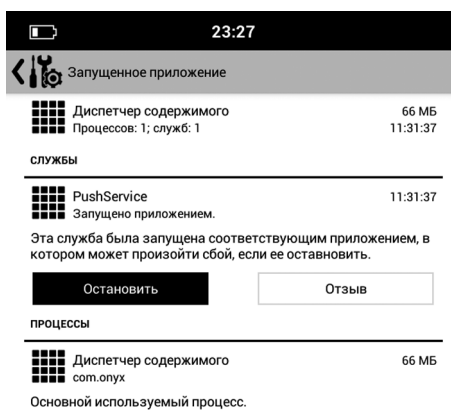 23:27
Запущенное приложение
Диспетчер содержимого 66 МБ
Процессов: 1; служб: 1 11:31:37
СЛУЖБЫ
PushService 11:31:37
Запущено приложением.
Эта служба была запущена соответствующим приложением, в
котором может произойти сбой, если ее оставновить.
Остановить Отзыв
ПРОЦЕССЫ
Диспетчер содержимого 66 МБ
com.onyx
Основной используемый процесс.